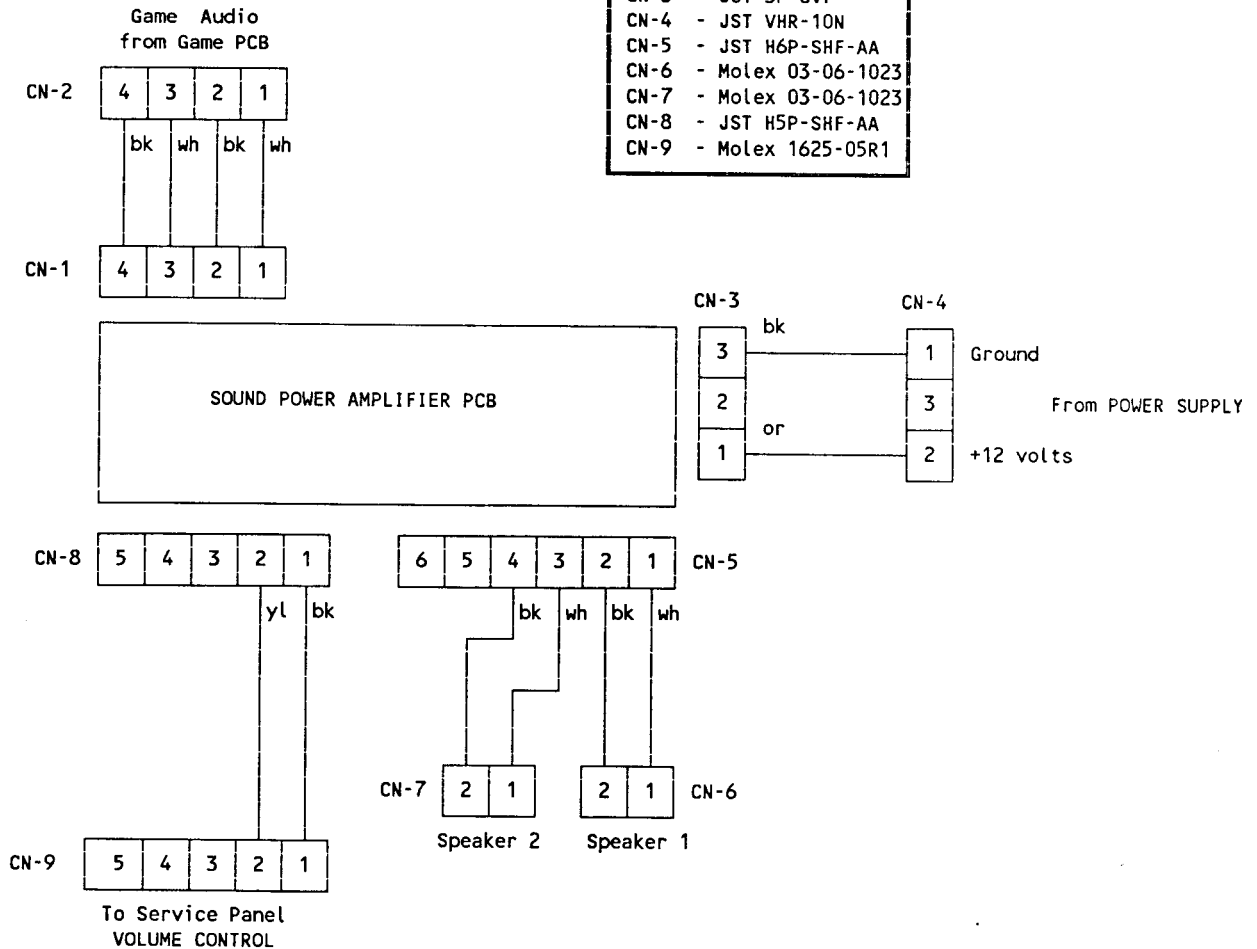 Game Audio
from Game PCB
CN-4 - JST VHR-10N
CN-5 - JST H6P-SHF-AA
CN-6 - Molex 03-06-1023
CN-7 - Molex 03-06-1023
CN-8 - JST H5P-SHF-AA
CN-9 - Molex 1625-05R1
CN-2 4 3 2 1
bk wh bk wh
CN-1 4 3 2 1
CN-3 CN-4
bk
3 1 Ground
SOUND POWER AMPLIFIER PCB
2 3 From POWER SUPPLY
or
1 2 +12 volts
CN-8 5 4 3 2 1
6 5 4 3 2 1 CN-5
yl bk
bk wh bk wh
CN-7 2 1
2 1 CN-6
Speaker 2 Speaker 1
CN-9 5 4 3 2 1
To Service Panel
VOLUME CONTROL